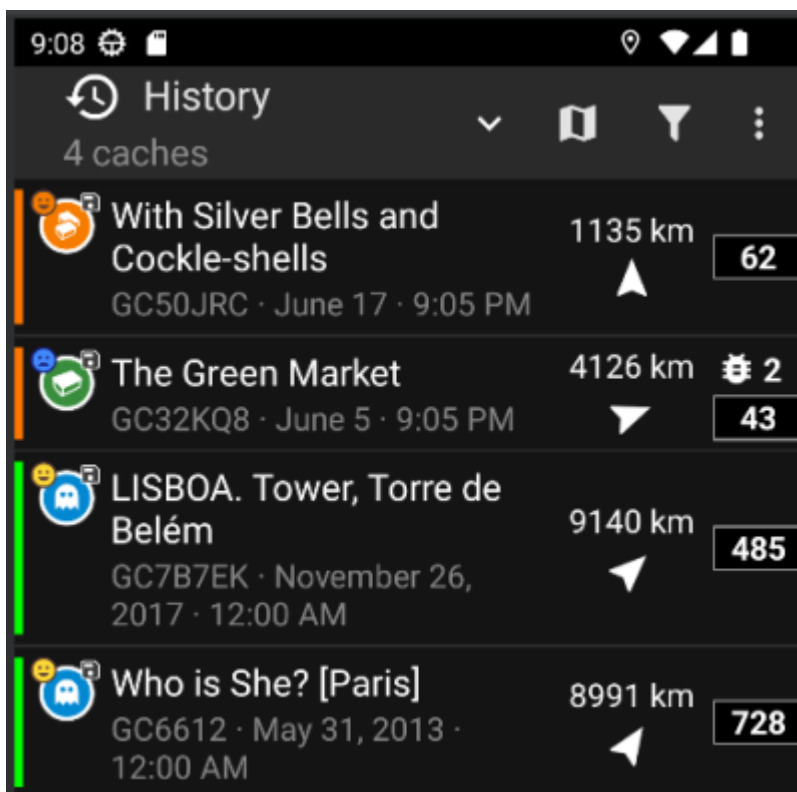 9:08
History
4 caches
With Silver Bells and
Cockle-shells
GC50JRC · June 17 · 9:05 PM
1135 km
62
The Green Market
GC32KQ8 · June 5 · 9:05 PM
4126 km
2
43
LISBOA. Tower, Torre de
Belém
GC7B7EK · November 26,
2017 · 12:00 AM
9140 km
485
Who is She? [Paris]
GC6612 · May 31, 2013 ·
12:00 AM
8991 km
728